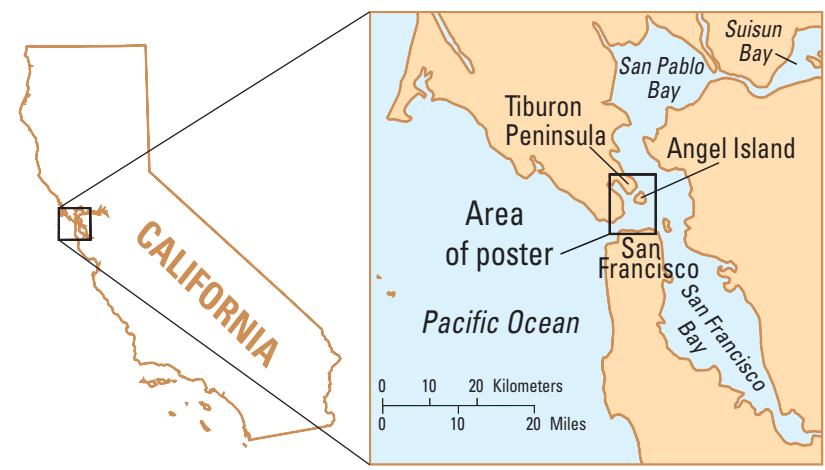 CALIFORNIA
Suisun
Bay
San Pablo
Bay
Tiburon
Peninsula
Angel Island
Area
of poster
San
Francisco
San Francisco
Bay
Pacific Ocean
0 10 20 Kilometers
0 10 20 Miles